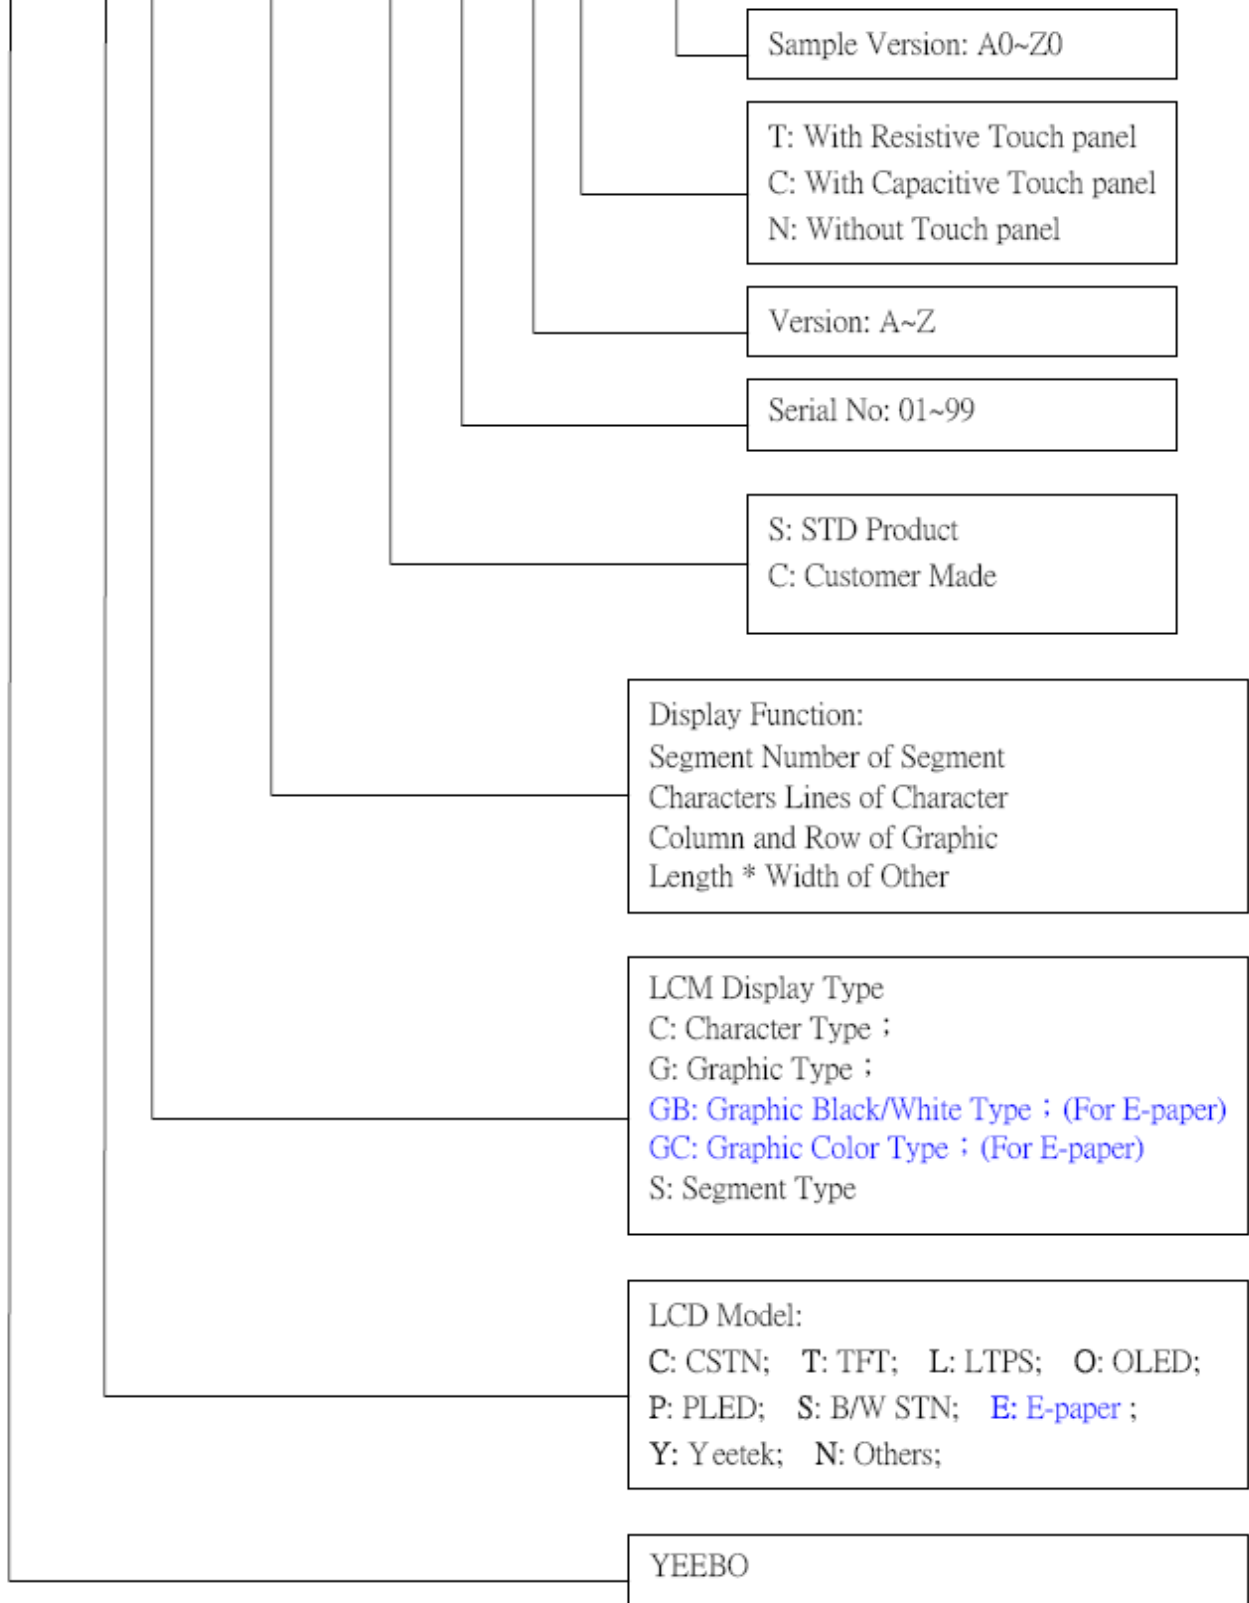 Sample Version: A0~Z0
T: With Resistive Touch panel
C: With Capacitive Touch panel
N: Without Touch panel
Version: A~Z
Serial No: 01~99
S: STD Product
C: Customer Made
Display Function:
Segment Number of Segment
Characters Lines of Character
Column and Row of Graphic
Length * Width of Other
LCM Display Type
C: Character Type；
G: Graphic Type；
GB: Graphic Black/White Type；(For E-paper)
GC: Graphic Color Type；(For E-paper)
S: Segment Type
LCD Model:
C: CSTN; T: TFT; L: LTPS; O: OLED;
P: PLED; S: B/W STN; E: E-paper ;
Y: Yeetek; N: Others;
YEEBO